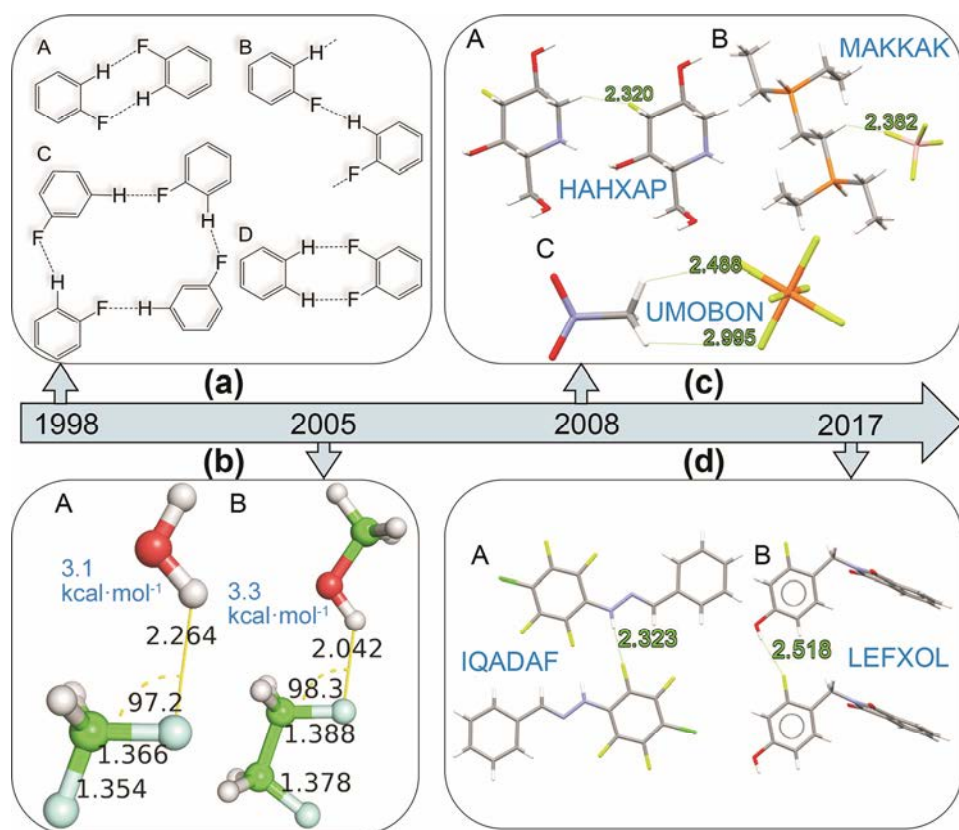 A
H
F
F
H
B
H
F
H
F
C
H
F
F
H
H
F
F
H
D
H
F
H
F
(a)
A
2.320
HAHXAP
B
MAKKAK
2.382
C
2.488
UMOBON
2.995
(c)
1998
2005
2008
2017
(b)
A
3.1
kcal·mol⁻¹
2.264
97.2
1.366
1.354
B
3.3
kcal·mol⁻¹
2.042
98.3
1.388
1.378
(d)
A
2.323
IQADAF
B
2.518
LEFXOL